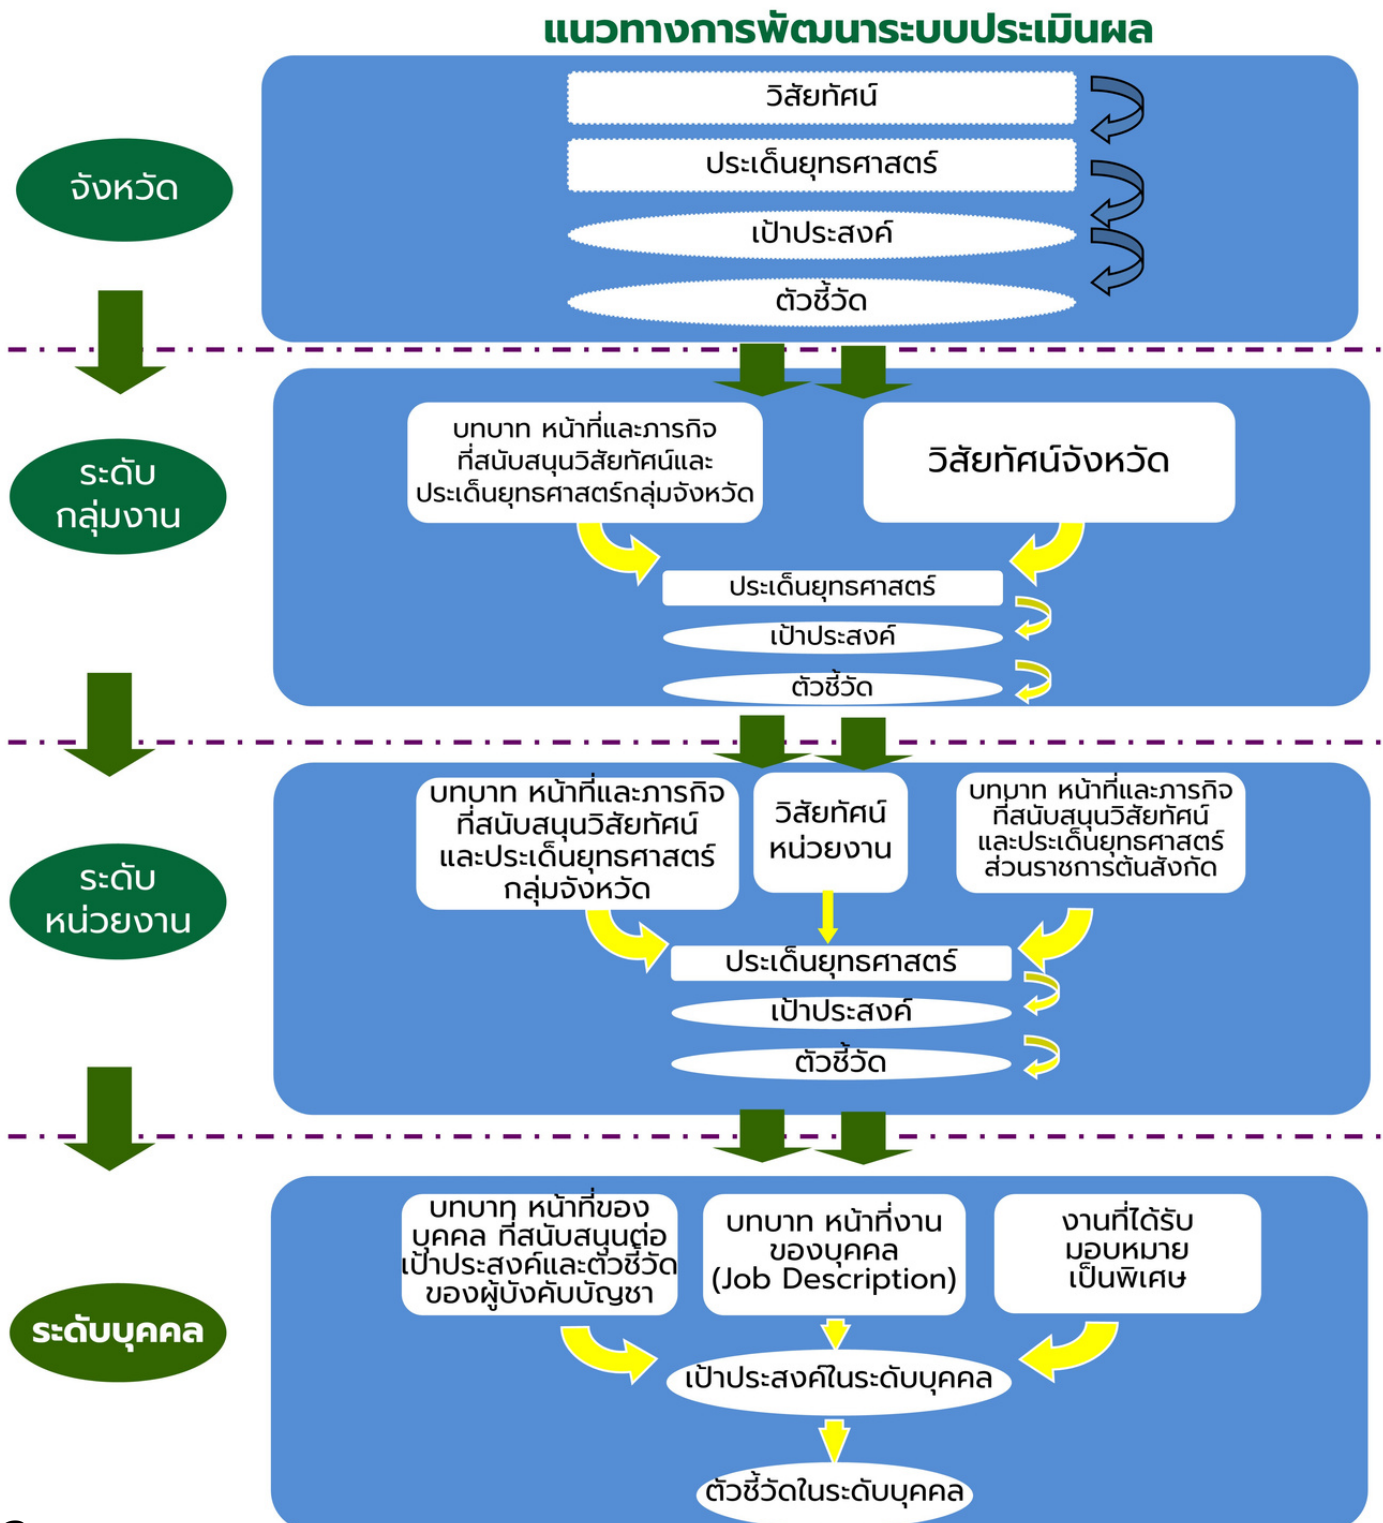 แนวทางการพัฒนาระบบประเมินผล
จังหวัด
วิสัยทัศน์
ประเด็นยุทธศาสตร์
เป้าประสงค์
ตัวชี้วัด
ระดับ
กลุ่มงาน
บทบาท หน้าที่และภารกิจ
ที่สนับสนุนวิสัยทัศน์และ
ประเด็นยุทธศาสตร์กลุ่มจังหวัด
วิสัยทัศน์จังหวัด
ประเด็นยุทธศาสตร์
เป้าประสงค์
ตัวชี้วัด
ระดับ
หน่วยงาน
บทบาท หน้าที่และภารกิจ
ที่สนับสนุนวิสัยทัศน์
และประเด็นยุทธศาสตร์
กลุ่มจังหวัด
วิสัยทัศน์
หน่วยงาน
บทบาท หน้าที่และภารกิจ
ที่สนับสนุนวิสัยทัศน์
และประเด็นยุทธศาสตร์
ส่วนราชการต้นสังกัด
ประเด็นยุทธศาสตร์
เป้าประสงค์
ตัวชี้วัด
ระดับบุคคล
บทบาท หน้าที่ของ
บุคคล ที่สนับสนุนต่อ
เป้าประสงค์และตัวชี้วัด
ของผู้บังคับบัญชา
บทบาท หน้าที่งาน
ของบุคคล
(Job Description)
งานที่ได้รับ
มอบหมาย
เป็นพิเศษ
เป้าประสงค์ในระดับบุคคล
ตัวชี้วัดในระดับบุคคล